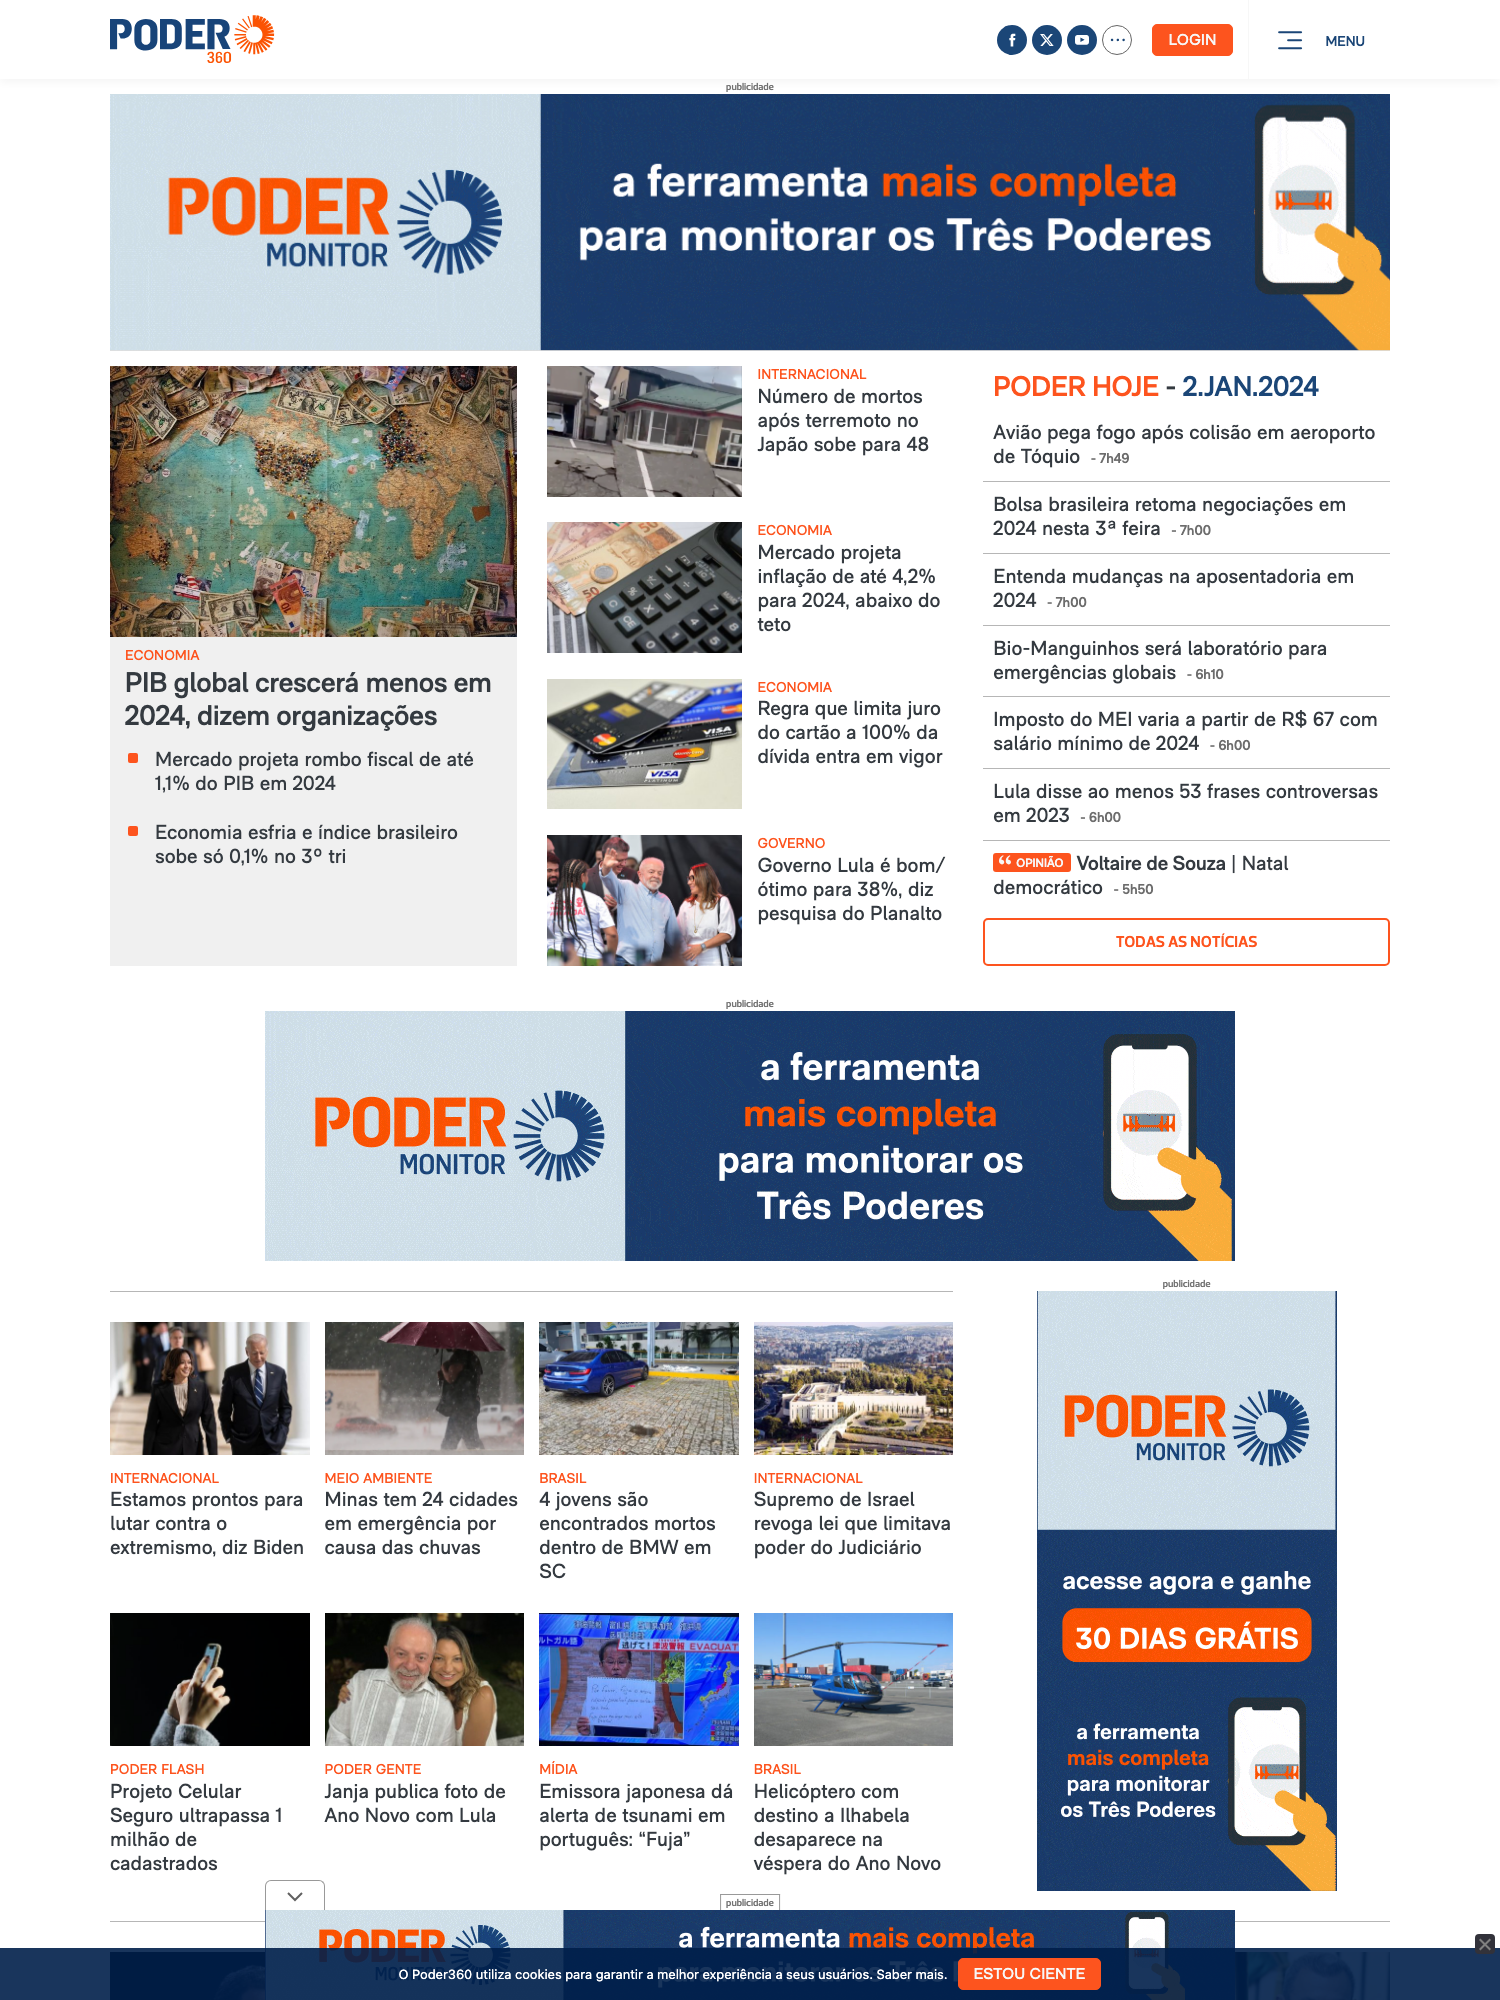 PODER
360
LOGIN
MENU
publicidade
PODER
MONITOR
a ferramenta mais completa
para monitorar os Três Poderes
ECONOMIA
PIB global crescerá menos em
2024, dizem organizações
Mercado projeta rombo fiscal de até
1,1% do PIB em 2024
Economia esfria e índice brasileiro
sobe só 0,1% no 3º tri
INTERNACIONAL
Número de mortos
após terremoto no
Japão sobe para 48
ECONOMIA
Mercado projeta
inflação de até 4,2%
para 2024, abaixo do
teto
ECONOMIA
Regra que limita juro
do cartão a 100% da
dívida entra em vigor
VISA
VISA
GOVERNO
Governo Lula é bom/
ótimo para 38%, diz
pesquisa do Planalto
PODER HOJE - 2.JAN.2024
Avião pega fogo após colisão em aeroporto
de Tóquio - 7h49
Bolsa brasileira retoma negociações em
2024 nesta 3ª feira - 7h00
Entenda mudanças na aposentadoria em
2024 - 7h00
Bio-Manguinhos será laboratório para
emergências globais - 6h10
Imposto do MEI varia a partir de R$ 67 com
salário mínimo de 2024 - 6h00
Lula disse ao menos 53 frases controversas
em 2023 - 6h00
“ OPINIÃO Voltaire de Souza | Natal
democrático - 5h50
TODAS AS NOTÍCIAS
publicidade
PODER
MONITOR
a ferramenta
mais completa
para monitorar os
Três Poderes
INTERNACIONAL
Estamos prontos para
lutar contra o
extremismo, diz Biden
MEIO AMBIENTE
Minas tem 24 cidades
em emergência por
causa das chuvas
BRASIL
4 jovens são
encontrados mortos
dentro de BMW em
SC
INTERNACIONAL
Supremo de Israel
revoga lei que limitava
poder do Judiciário
PODER FLASH
Projeto Celular
Seguro ultrapassa 1
milhão de
cadastrados
PODER GENTE
Janja publica foto de
Ano Novo com Lula
EVACUAT
MÍDIA
Emissora japonesa dá
alerta de tsunami em
português: “Fuja”
BRASIL
Helicóptero com
destino a Ilhabela
desaparece na
véspera do Ano Novo
publicidade
PODER
MONITOR
acesse agora e ganhe
30 DIAS GRÁTIS
a ferramenta
mais completa
para monitorar
os Três Poderes
publicidade
PODER
a ferramenta mais completa
O Poder360 utiliza cookies para garantir a melhor experiência a seus usuários. Saber mais.
ESTOU CIENTE